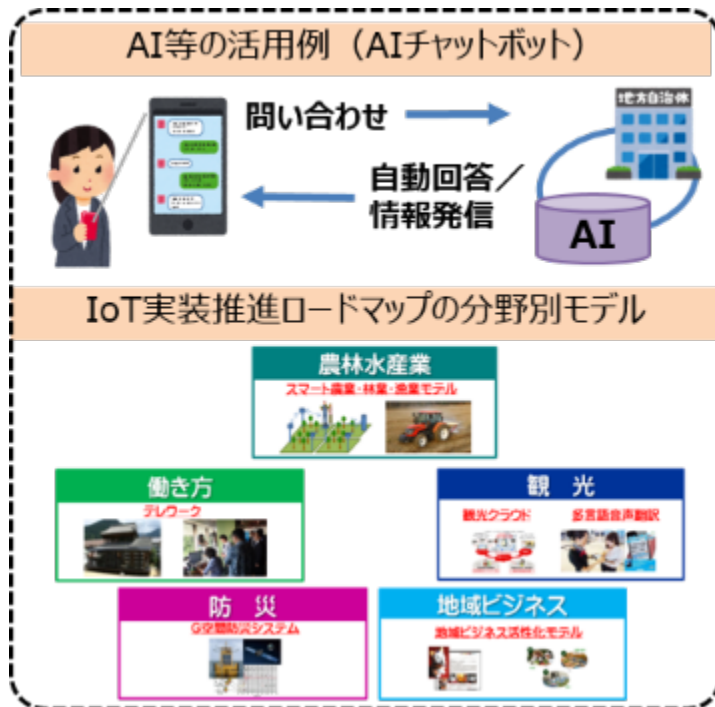 AI等の活用例（AIチャットボット）
問い合わせ
地方自治体
自動回答／
情報発信
AI
IoT実装推進ロードマップの分野別モデル
農林水産業
スマート農業・林業・漁業モデル
働き方
テレワーク
観　光
観光クラウド　多言語音声翻訳
防　災
G空間防災システム
地域ビジネス
地域ビジネス活性化モデル